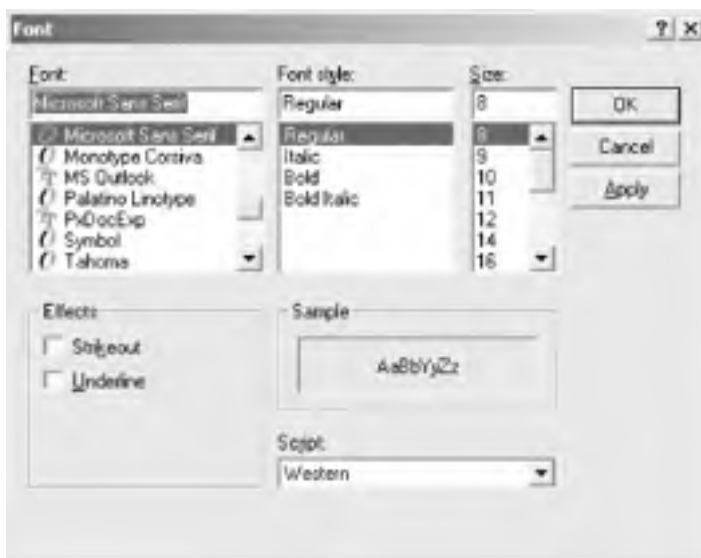 Font
? X
Font:
Microsoft Sans Serif
Microsoft Sans Serif
Monotype Corsiva
MS Outlook
Palatino Linotype
PxDocExp
Symbol
Tahoma
Font style:
Regular
Regular
Italic
Bold
Bold Italic
Size:
8
8
9
10
11
12
14
16
OK
Cancel
Apply
Effects
Strikeout
Underline
Sample
AaBbYyZz
Script:
Western